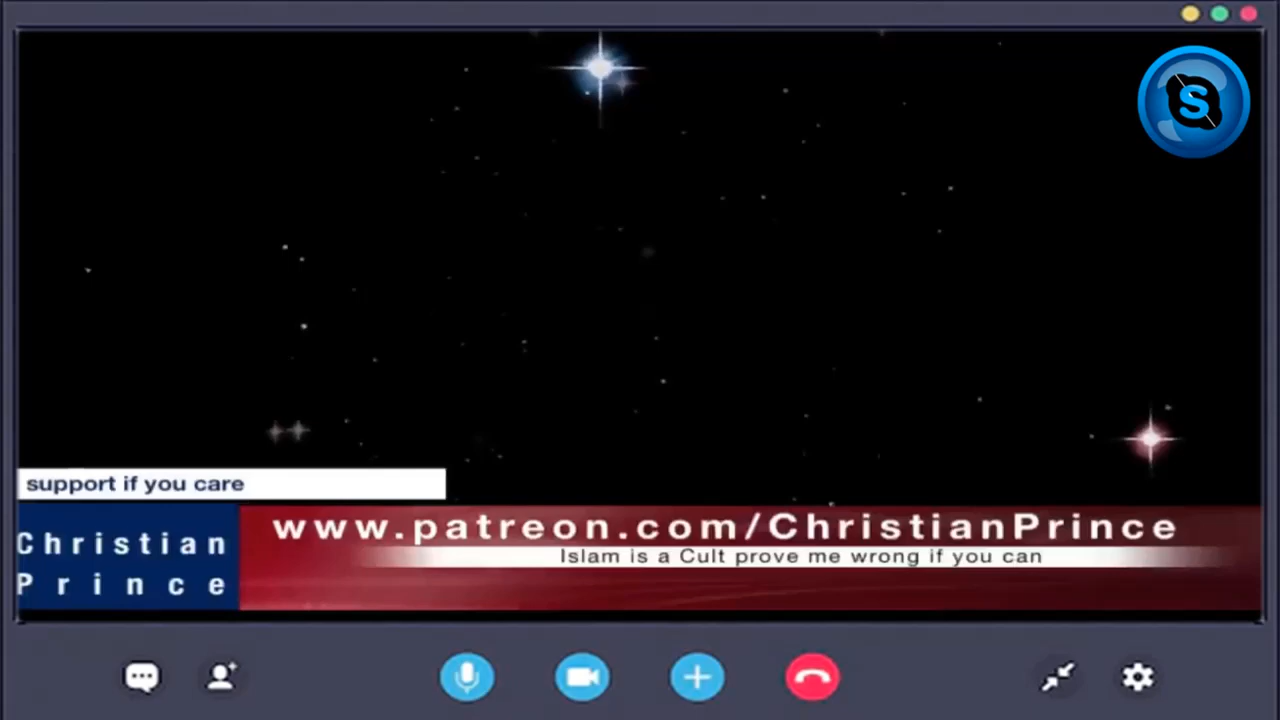 support if you care
Christian
Prince
www.patreon.com/ChristianPrince
Islam is a Cult prove me wrong if you can